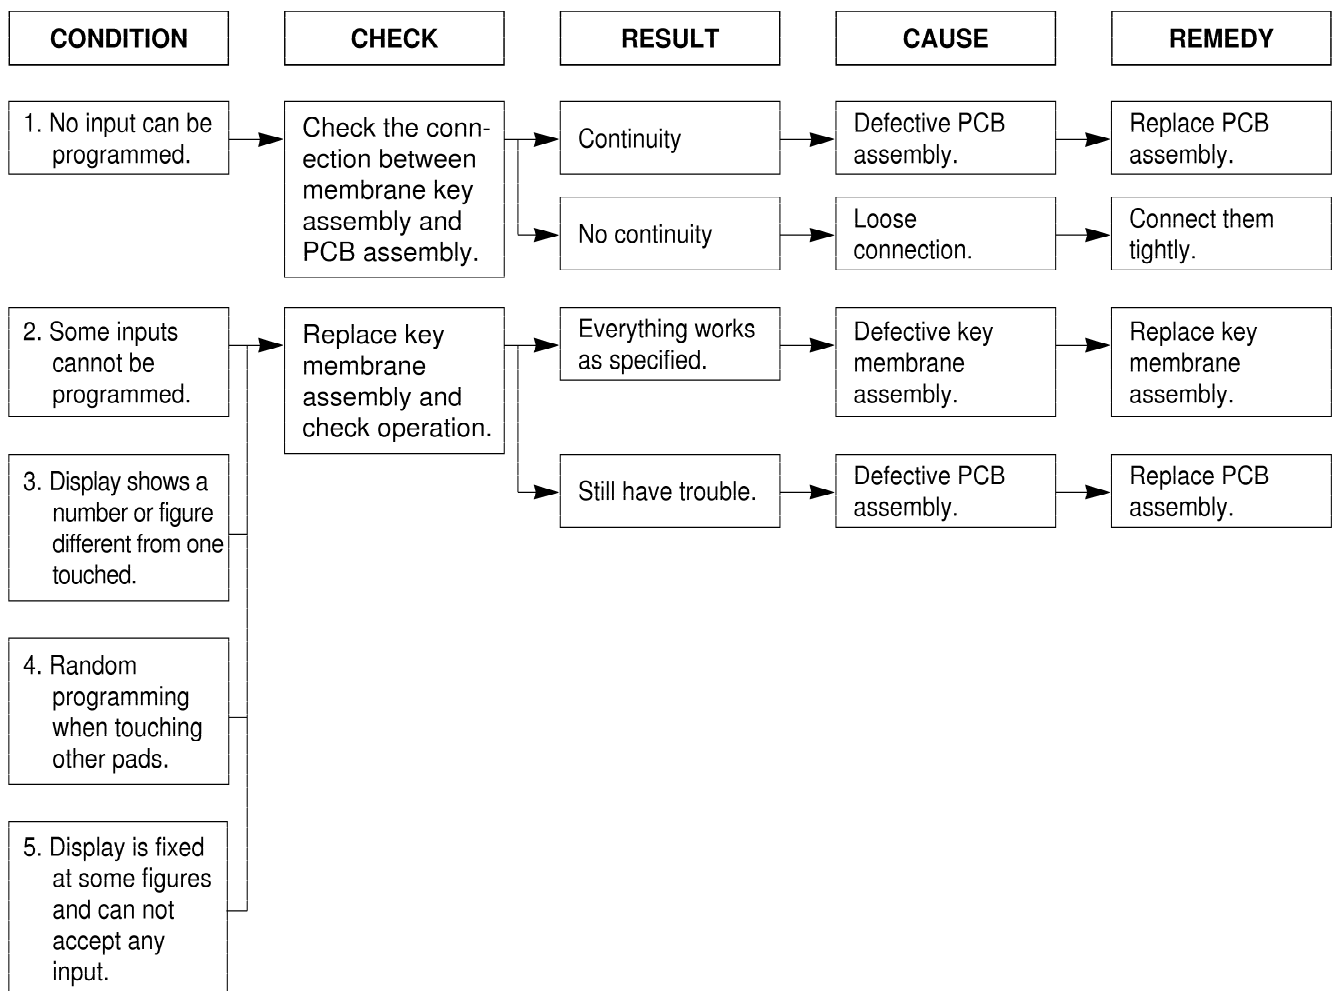 CONDITION
CHECK
RESULT
CAUSE
REMEDY
1. No input can be
programmed.
Check the conn-
ection between
membrane key
assembly and
PCB assembly.
Continuity
Defective PCB
assembly.
Replace PCB
assembly.
No continuity
Loose
connection.
Connect them
tightly.
2. Some inputs
cannot be
programmed.
Replace key
membrane
assembly and
check operation.
Everything works
as specified.
Defective key
membrane
assembly.
Replace key
membrane
assembly.
3. Display shows a
number or figure
different from one
touched.
Still have trouble.
Defective PCB
assembly.
Replace PCB
assembly.
4. Random
programming
when touching
other pads.
5. Display is fixed
at some figures
and can not
accept any
input.